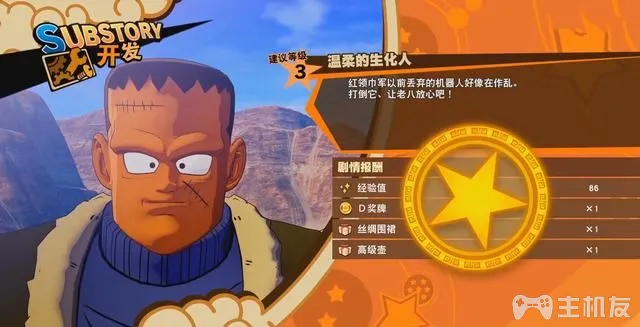 SUBSTORY
开发
建议等级
3
温柔的生化人
红领巾军以前丢弃的机器人好像在作乱。
打倒它、让老八放心吧！
剧情报酬
经验值 86
D奖牌 ×1
丝绸围裙 ×1
高级壶 ×1
主机友